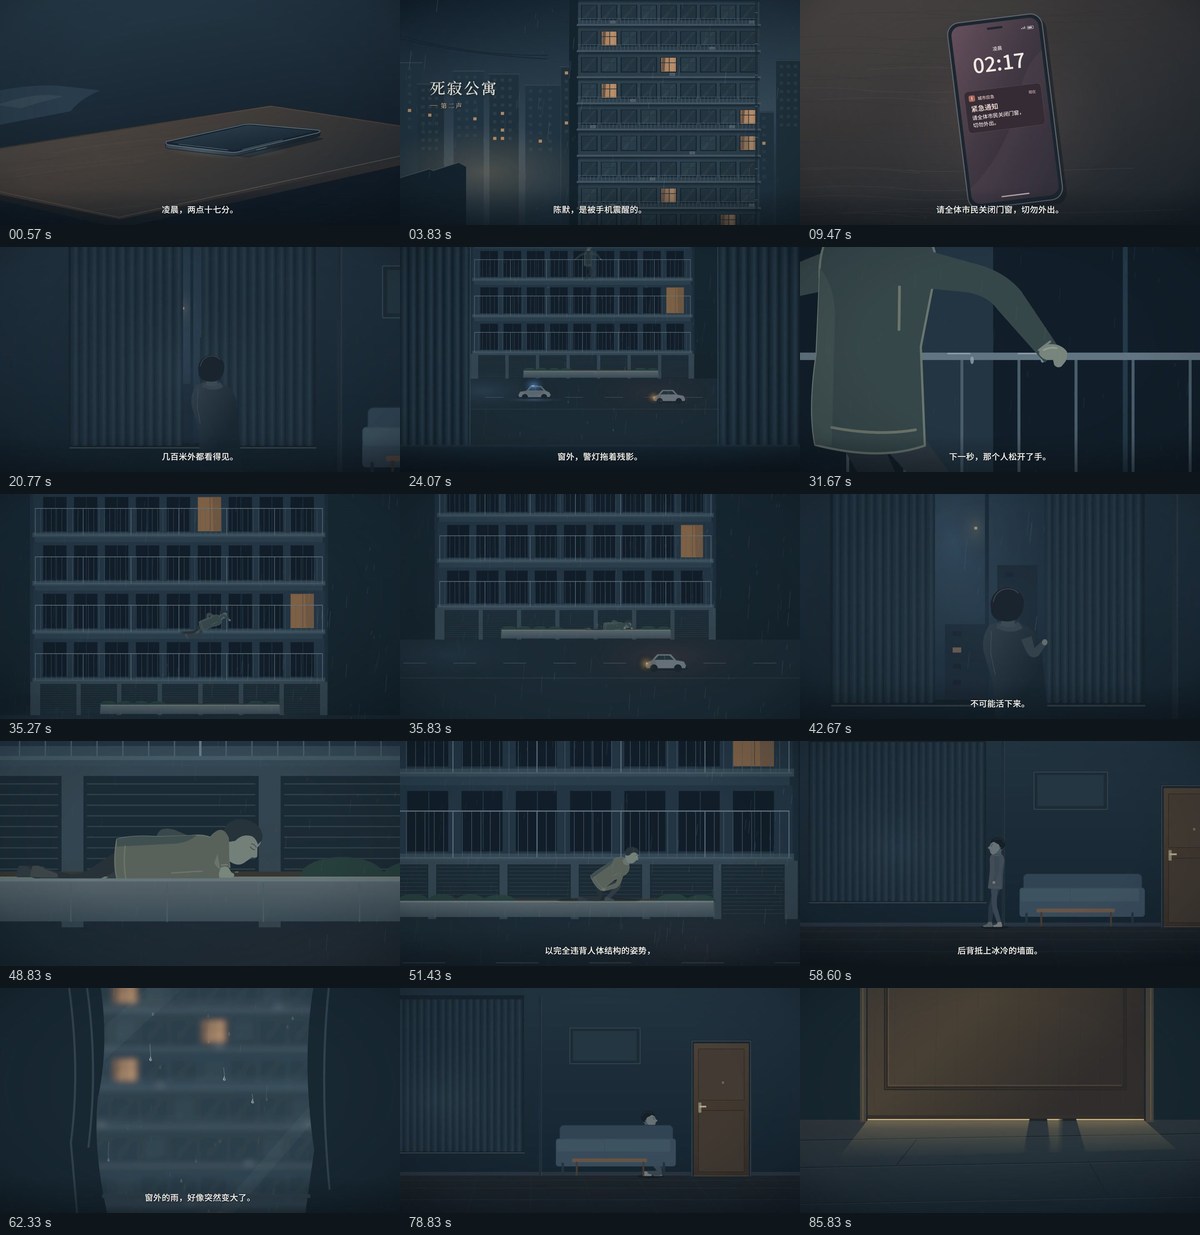 凌晨，两点十七分。
00.57 s
死寂公寓
第二声
陈默，是被手机震醒的。
03.83 s
凌晨
02:17
紧急通知
请全体市民关闭门窗，
切勿外出。
请全体市民关闭门窗，切勿外出。
09.47 s
几百米外都看得见。
20.77 s
窗外，警灯拖着残影。
24.07 s
下一秒，那个人松开了手。
31.67 s
35.27 s
35.83 s
不可能活下来。
42.67 s
48.83 s
以完全违背人体结构的姿势，
51.43 s
后背抵上冰冷的墙面。
58.60 s
窗外的雨，好像突然变大了。
62.33 s
78.83 s
85.83 s